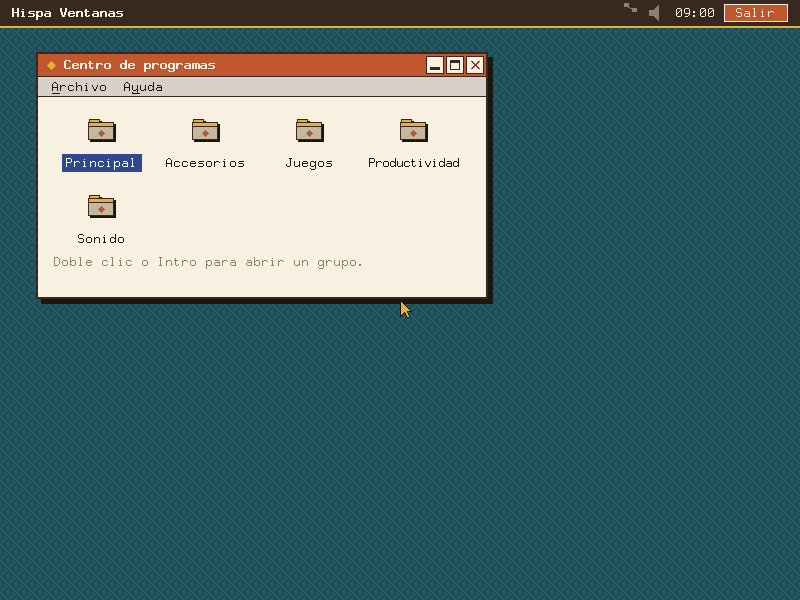 Hispa Ventanas
09:00 Salir
Centro de programas
Archivo Ayuda
Principal Accesorios Juegos Productividad
Sonido
Doble clic o Intro para abrir un grupo.